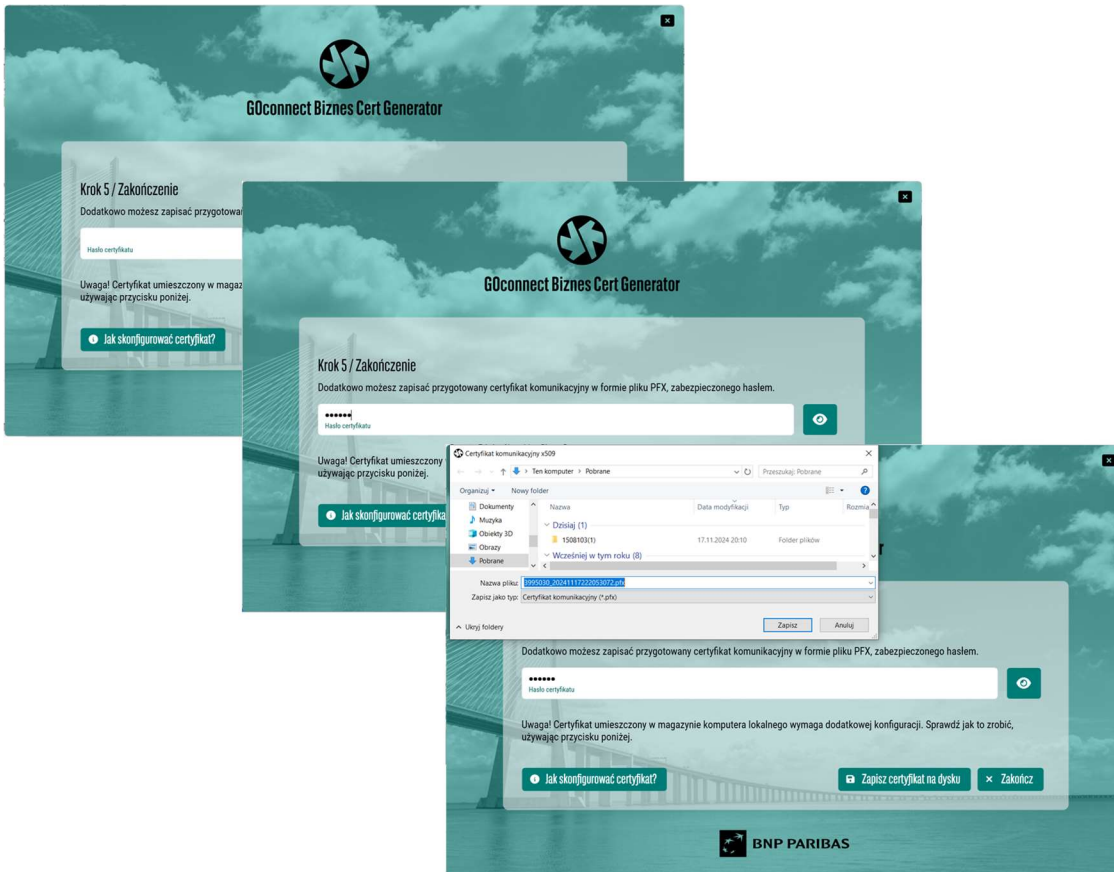 GOconnect Biznes Cert Generator
Krok 5 / Zakończenie
Dodatkowo możesz zapisać przygotowa
Hasło certyfikatu
Uwaga! Certyfikat umieszczony w magaz
używając przycisku poniżej.
Jak skonfigurować certyfikat?
GOconnect Biznes Cert Generator
Krok 5 / Zakończenie
Dodatkowo możesz zapisać przygotowany certyfikat komunikacyjny w formie pliku PFX, zabezpieczonego hasłem.
••••••
Hasło certyfikatu
Uwaga! Certyfikat umieszczony
używając przycisku poniżej.
Jak skonfigurować certyfika
Certyfikat komunikacyjny x509
Ten komputer > Pobrane
Przeszukaj: Pobrane
Organizuj Nowy folder
Dokumenty
Muzyka
Obiekty 3D
Obrazy
Pobrane
Nazwa Data modyfikacji Typ Rozmia
Dzisiaj (1)
1508103(1) 17.11.2024 20:10 Folder plików
Wcześniej w tym roku (8)
Nazwa pliku: 3995030_20241117222053072.pfx
Zapisz jako typ: Certyfikat komunikacyjny (*.pfx)
Ukryj foldery Zapisz Anuluj
r
Dodatkowo możesz zapisać przygotowany certyfikat komunikacyjny w formie pliku PFX, zabezpieczonego hasłem.
••••••
Hasło certyfikatu
Uwaga! Certyfikat umieszczony w magazynie komputera lokalnego wymaga dodatkowej konfiguracji. Sprawdź jak to zrobić,
używając przycisku poniżej.
Jak skonfigurować certyfikat? Zapisz certyfikat na dysku Zakończ
BNP PARIBAS